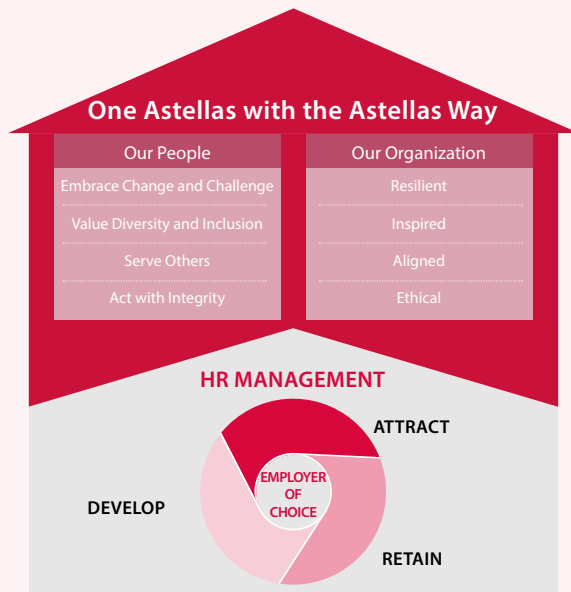 One Astellas with the Astellas Way
Our People
Embrace Change and Challenge
Value Diversity and Inclusion
Serve Others
Act with Integrity
Our Organization
Resilient
Inspired
Aligned
Ethical
HR MANAGEMENT
ATTRACT
EMPLOYER
OF
CHOICE
DEVELOP
RETAIN